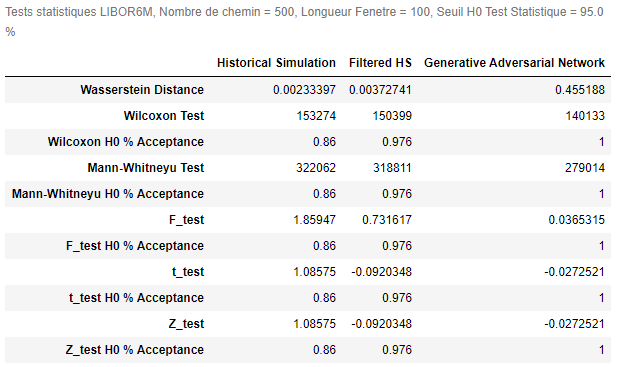 Tests statistiques LIBOR6M, Nombre de chemin = 500, Longueur Fenetre = 100, Seuil H0 Test Statistique = 95.0
%
Historical Simulation Filtered HS Generative Adversarial Network
Wasserstein Distance 0.00233397 0.00372741 0.455188
Wilcoxon Test 153274 150399 140133
Wilcoxon H0 % Acceptance 0.86 0.976 1
Mann-Whitneyu Test 322062 318811 279014
Mann-Whitneyu H0 % Acceptance 0.86 0.976 1
F_test 1.85947 0.731617 0.0365315
F_test H0 % Acceptance 0.86 0.976 1
t_test 1.08575 -0.0920348 -0.0272521
t_test H0 % Acceptance 0.86 0.976 1
Z_test 1.08575 -0.0920348 -0.0272521
Z_test H0 % Acceptance 0.86 0.976 1